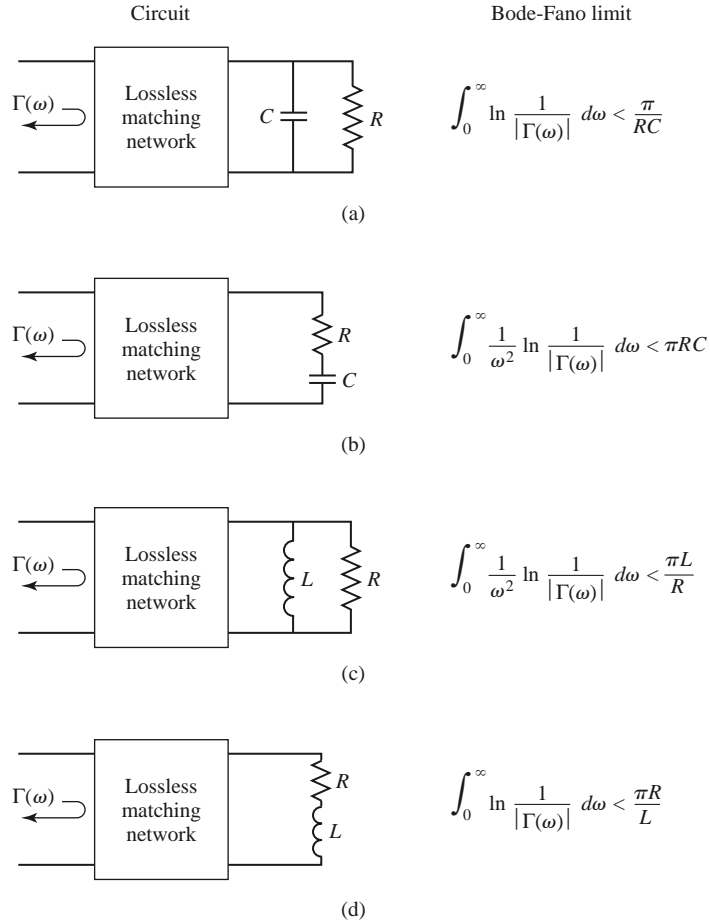 Circuit
Bode-Fano limit
Γ(ω)
Lossless
matching
network
C
R
∫₀^∞ ln 1/|Γ(ω)| dω < π/RC
(a)
Γ(ω)
Lossless
matching
network
R
C
∫₀^∞ 1/ω² ln 1/|Γ(ω)| dω < πRC
(b)
Γ(ω)
Lossless
matching
network
L
R
∫₀^∞ 1/ω² ln 1/|Γ(ω)| dω < πL/R
(c)
Γ(ω)
Lossless
matching
network
R
L
∫₀^∞ ln 1/|Γ(ω)| dω < πR/L
(d)